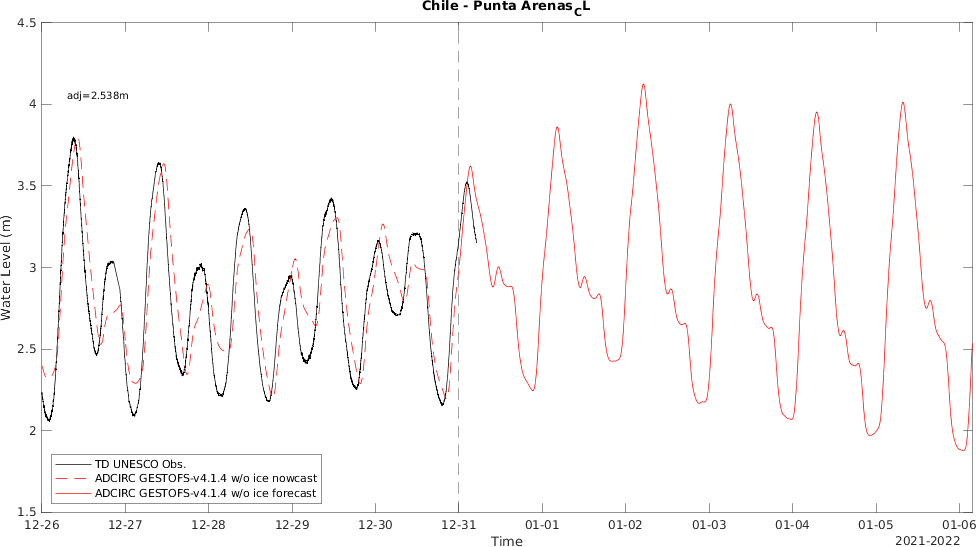 Chile - Punta Arenas_CL
4.5
4
3.5
3
2.5
2
1.5
Water Level (m)
adj=2.538m
TD UNESCO Obs.
ADCIRC GESTOFS-v4.1.4 w/o ice nowcast
ADCIRC GESTOFS-v4.1.4 w/o ice forecast
12-26 12-27 12-28 12-29 12-30 12-31 01-01 01-02 01-03 01-04 01-05 01-06
Time
2021-2022